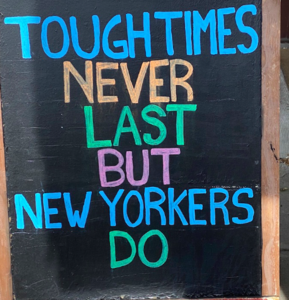 TOUGH TIMES
NEVER
LAST
BUT
NEW YORKERS
DO